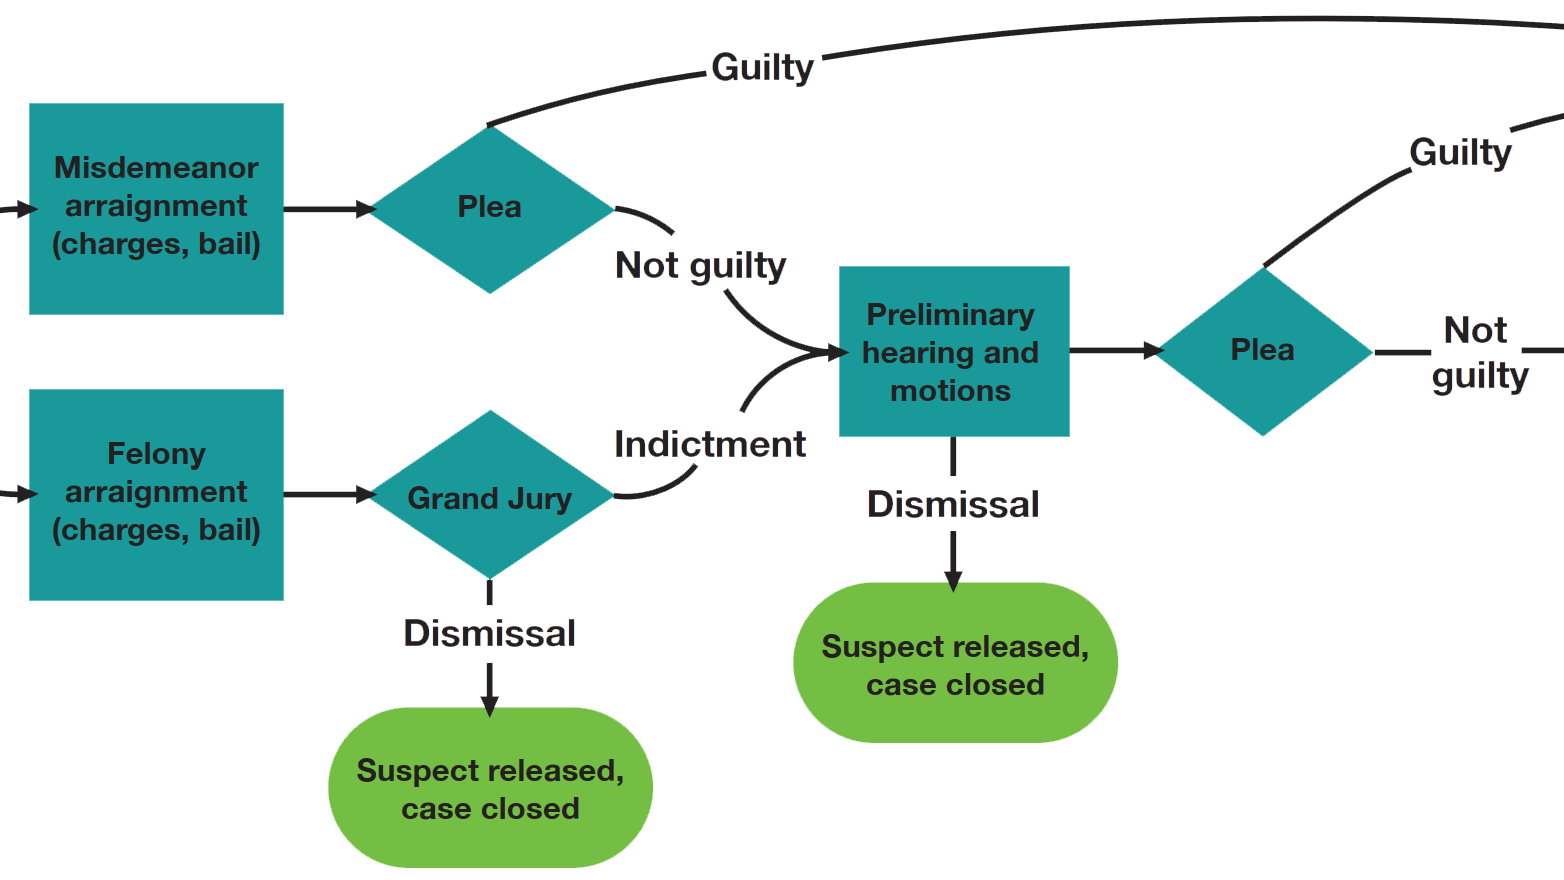 Guilty
Guilty
Misdemeanor
arraignment
(charges, bail)
Plea
Not guilty
Preliminary
hearing and
motions
Plea
Not
guilty
Felony
arraignment
(charges, bail)
Grand Jury
Indictment
Dismissal
Dismissal
Suspect released,
case closed
Suspect released,
case closed